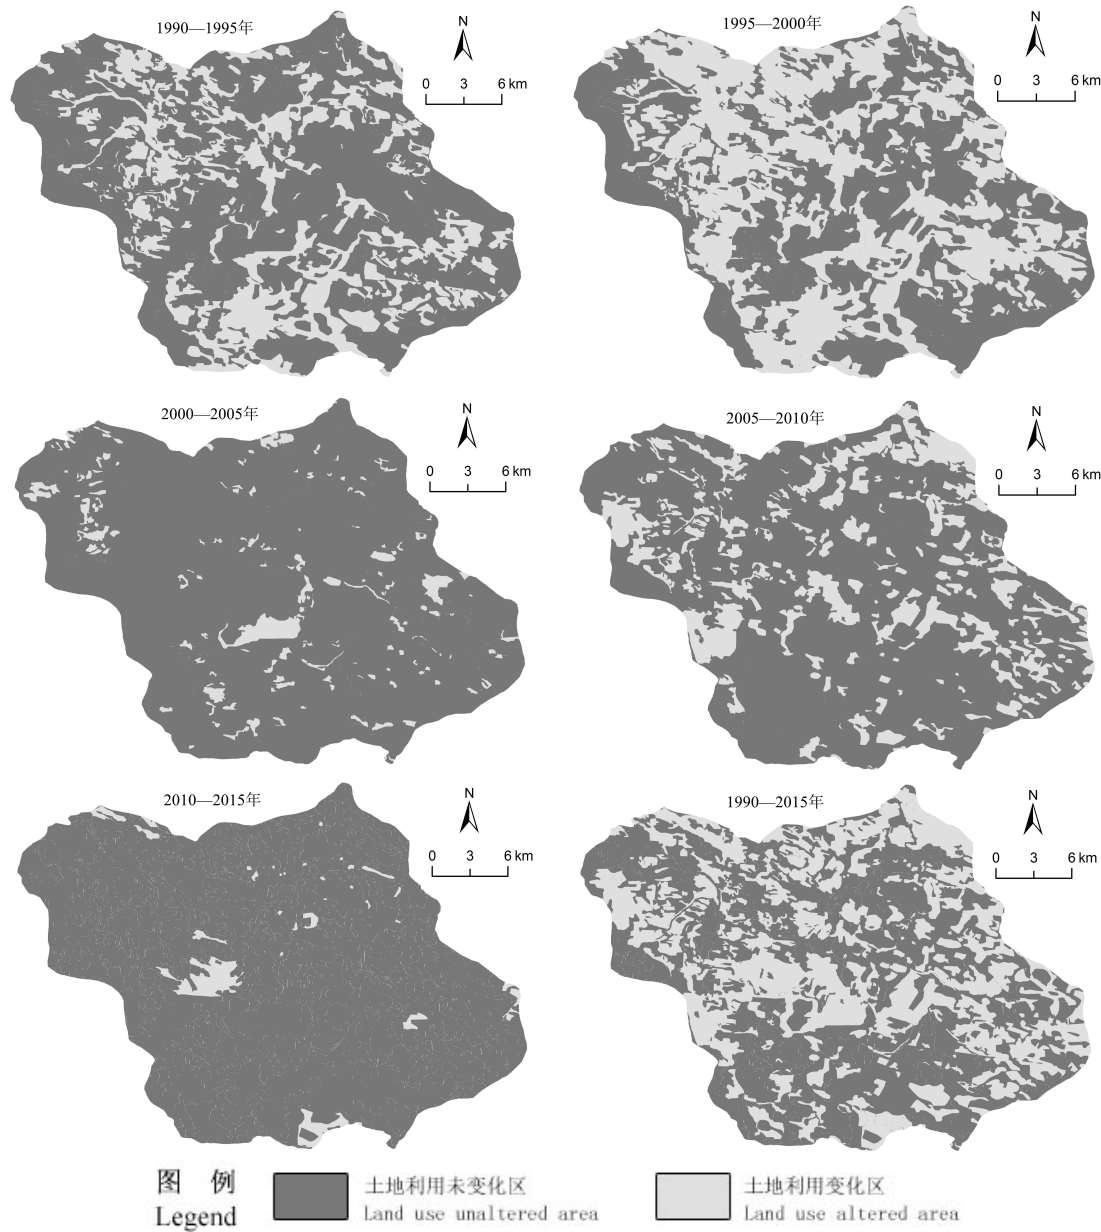 1990—1995年
N
0 3 6 km
1995—2000年
N
0 3 6 km
2000—2005年
N
0 3 6 km
2005—2010年
N
0 3 6 km
2010—2015年
N
0 3 6 km
1990—2015年
N
0 3 6 km
图 例
Legend
土地利用未变化区
Land use unaltered area
土地利用变化区
Land use altered area